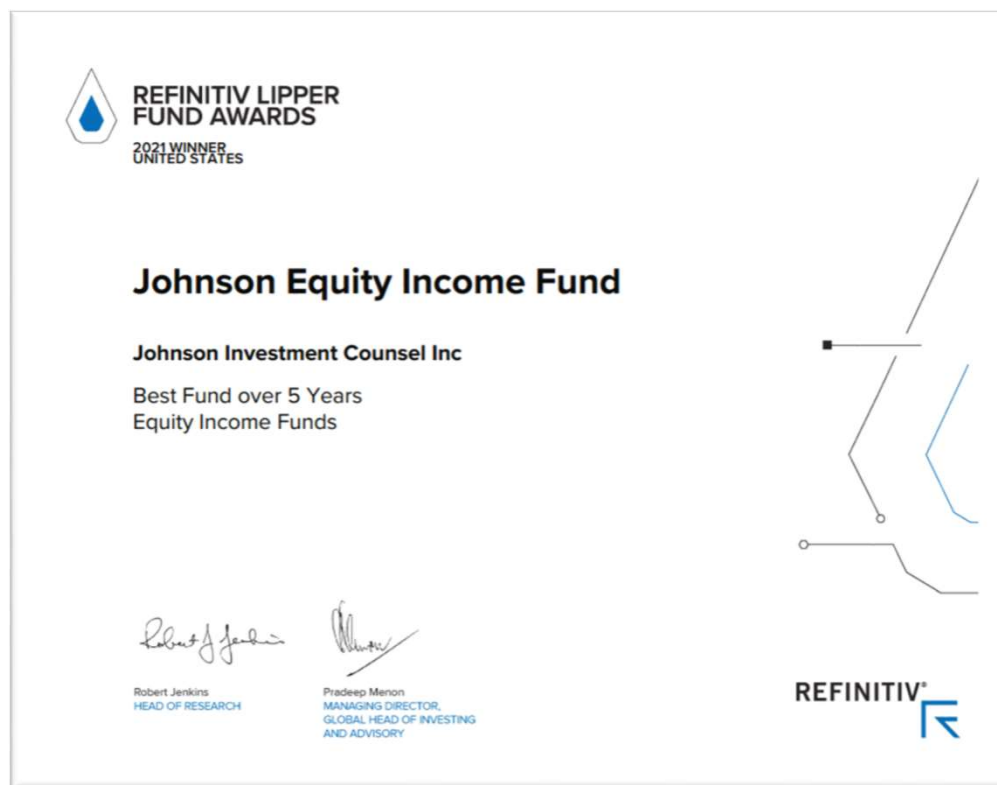 REFINITIV LIPPER
FUND AWARDS
2021 WINNER
UNITED STATES
Johnson Equity Income Fund
Johnson Investment Counsel Inc
Best Fund over 5 Years
Equity Income Funds
Robert J Jenkins
Robert Jenkins
HEAD OF RESEARCH
Pradeep Menon
MANAGING DIRECTOR,
GLOBAL HEAD OF INVESTING
AND ADVISORY
REFINITIV®